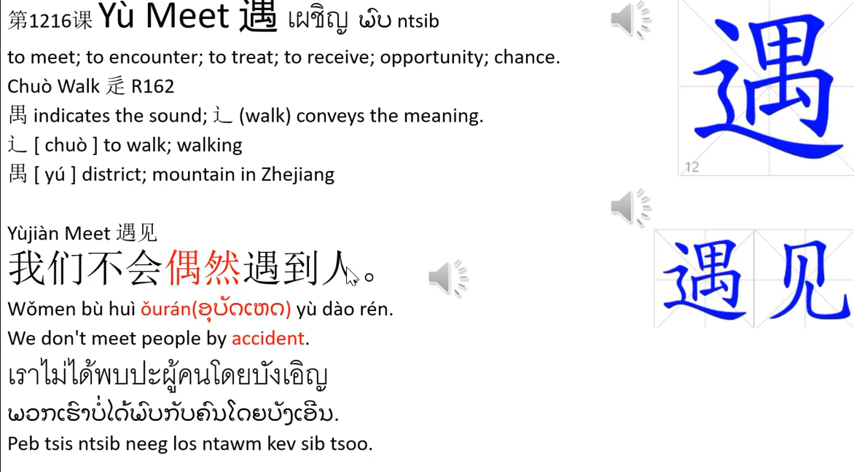 第1216课 Yù Meet 遇 เผชิญ ພົບ ntsib
to meet; to encounter; to treat; to receive; opportunity; chance.
Chuò Walk 辵 R162
禺 indicates the sound; 辶 (walk) conveys the meaning.
辶 [ chuò ] to walk; walking
禺 [ yú ] district; mountain in Zhejiang
遇
12
Yùjiàn Meet 遇见
我们不会偶然遇到人。
Wǒmen bù huì ǒurán(ອຸບັດເຫດ) yù dào rén.
We don't meet people by accident.
เราไม่ได้พบปะผู้คนโดยบังเอิญ
ພວກເຮົາບໍ່ໄດ້ພົບກັບຄົນໂດຍບັງເອີນ.
Peb tsis ntsib neeg los ntawm kev sib tsoo.
遇见